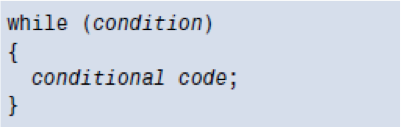 while (condition)
{
  conditional code;
}